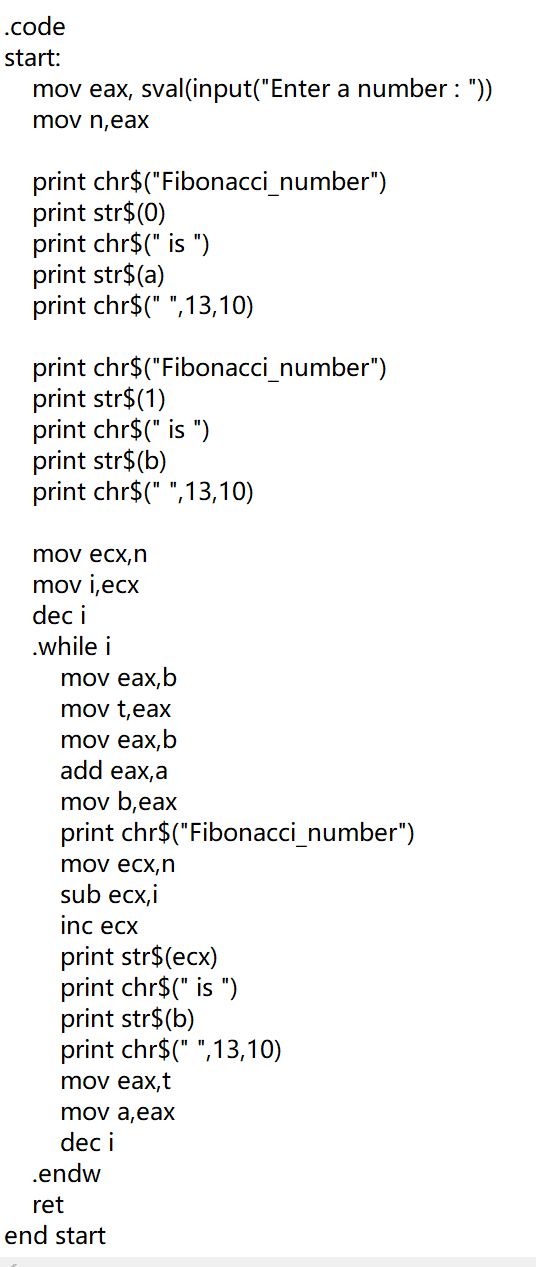 .code
start:
mov eax, sval(input("Enter a number : "))
mov n,eax
print chr$("Fibonacci_number")
print str$(0)
print chr$(" is ")
print str$(a)
print chr$(" ",13,10)
print chr$("Fibonacci_number")
print str$(1)
print chr$(" is ")
print str$(b)
print chr$(" ",13,10)
mov ecx,n
mov i,ecx
dec i
.while i
mov eax,b
mov t,eax
mov eax,b
add eax,a
mov b,eax
print chr$("Fibonacci_number")
mov ecx,n
sub ecx,i
inc ecx
print str$(ecx)
print chr$(" is ")
print str$(b)
print chr$(" ",13,10)
mov eax,t
mov a,eax
dec i
.endw
ret
end start